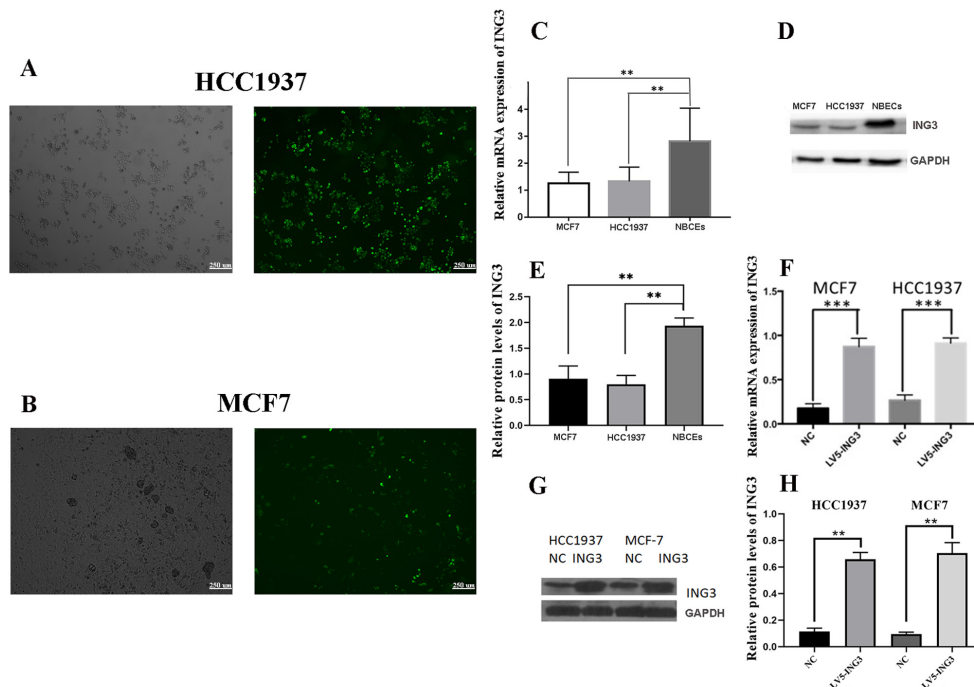 A
HCC1937
250 um
250 um
B
MCF7
250 um
250 um
C
Relative mRNA expression of ING3
0
1
2
3
4
5
**
**
MCF7 HCC1937 NBCEs
D
MCF7 HCC1937 NBECs
ING3
GAPDH
E
Relative protein levels of ING3
0.0
0.5
1.0
1.5
2.0
2.5
**
**
MCF7 HCC1937 NBCEs
F
Relative mRNA expression of ING3
0.0
0.5
1.0
1.5
MCF7 HCC1937
*** ***
NC LV5-ING3 NC LV5-ING3
G
HCC1937 MCF-7
NC ING3 NC ING3
ING3
GAPDH
H
Relative protein levels of ING3
0.0
0.2
0.4
0.6
0.8
1.0
HCC1937 MCF7
** **
NC LV5-ING3 NC LV5-ING3